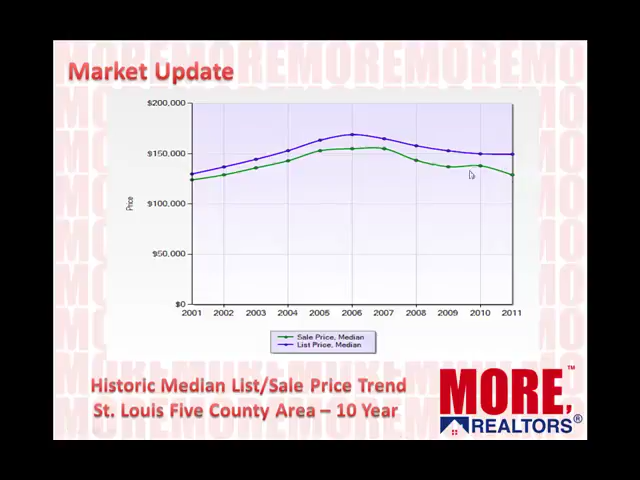 Market Update
$200,000
$150,000
$100,000
$50,000
$0
Price
2001 2002 2003 2004 2005 2006 2007 2008 2009 2010 2011
Sale Price, Median
List Price, Median
Historic Median List/Sale Price Trend
St. Louis Five County Area – 10 Year
MORE, ™
REALTORS®